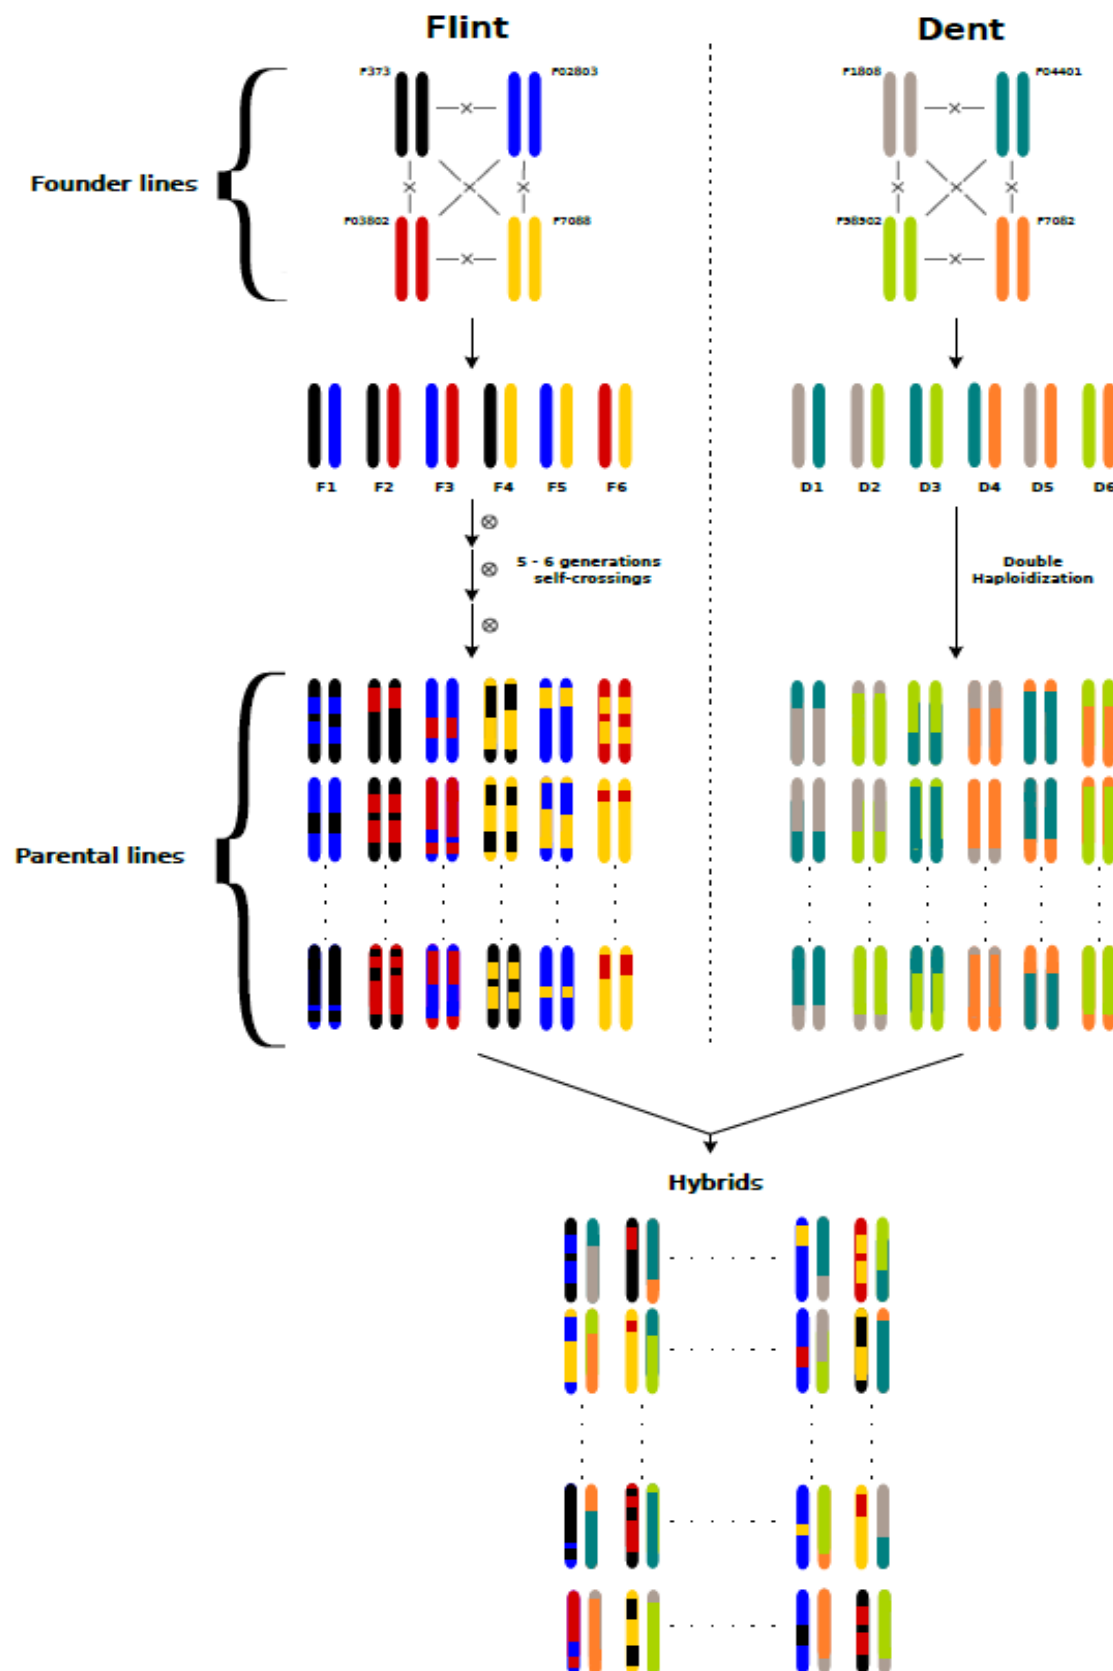 Flint Dent
F373 F02803 F1808 F04401
Founder lines
F03802 F7088 F98902 F7082
F1 F2 F3 F4 F5 F6 D1 D2 D3 D4 D5 D6
5 - 6 generations
self-crossings
Double
Haploidization
Parental lines
Hybrids